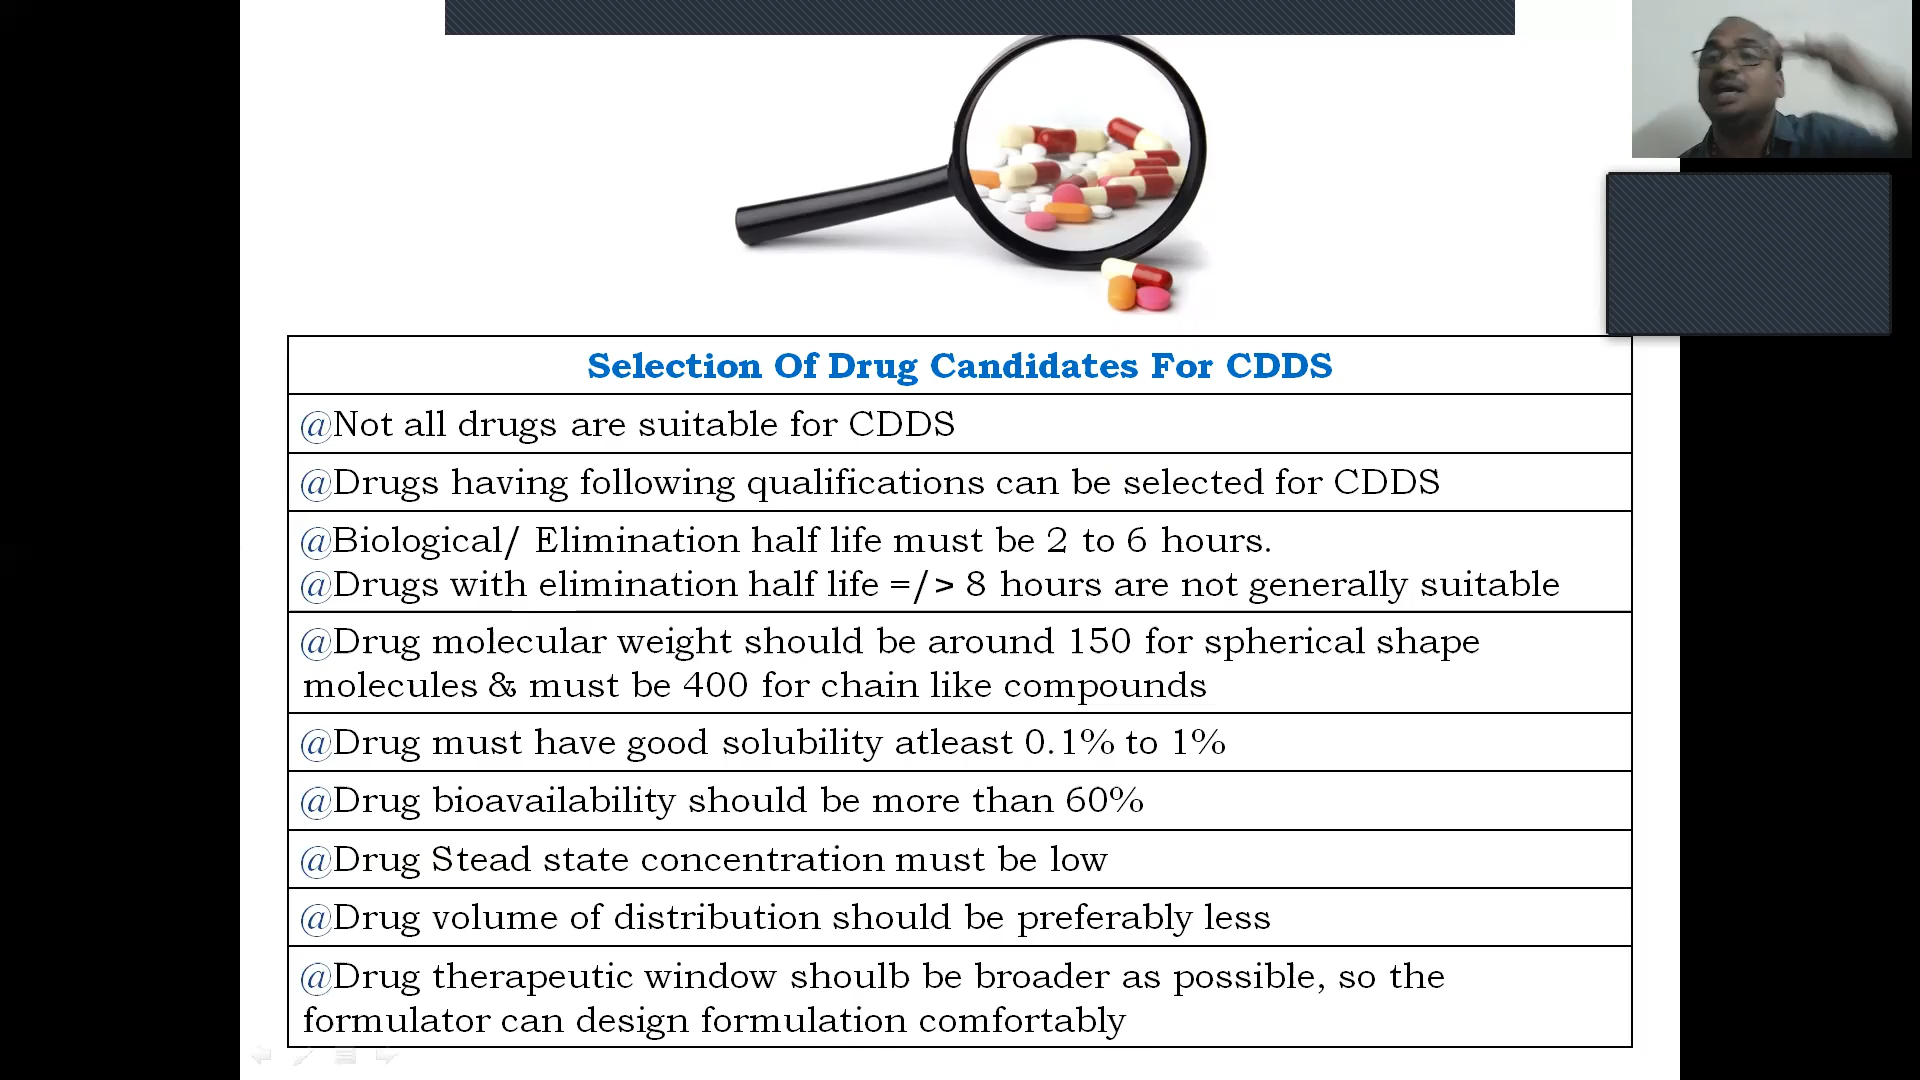 Selection Of Drug Candidates For CDDS
@Not all drugs are suitable for CDDS
@Drugs having following qualifications can be selected for CDDS
@Biological/ Elimination half life must be 2 to 6 hours.
@Drugs with elimination half life =/> 8 hours are not generally suitable
@Drug molecular weight should be around 150 for spherical shape
molecules & must be 400 for chain like compounds
@Drug must have good solubility atleast 0.1% to 1%
@Drug bioavailability should be more than 60%
@Drug Stead state concentration must be low
@Drug volume of distribution should be preferably less
@Drug therapeutic window shoulb be broader as possible, so the
formulator can design formulation comfortably